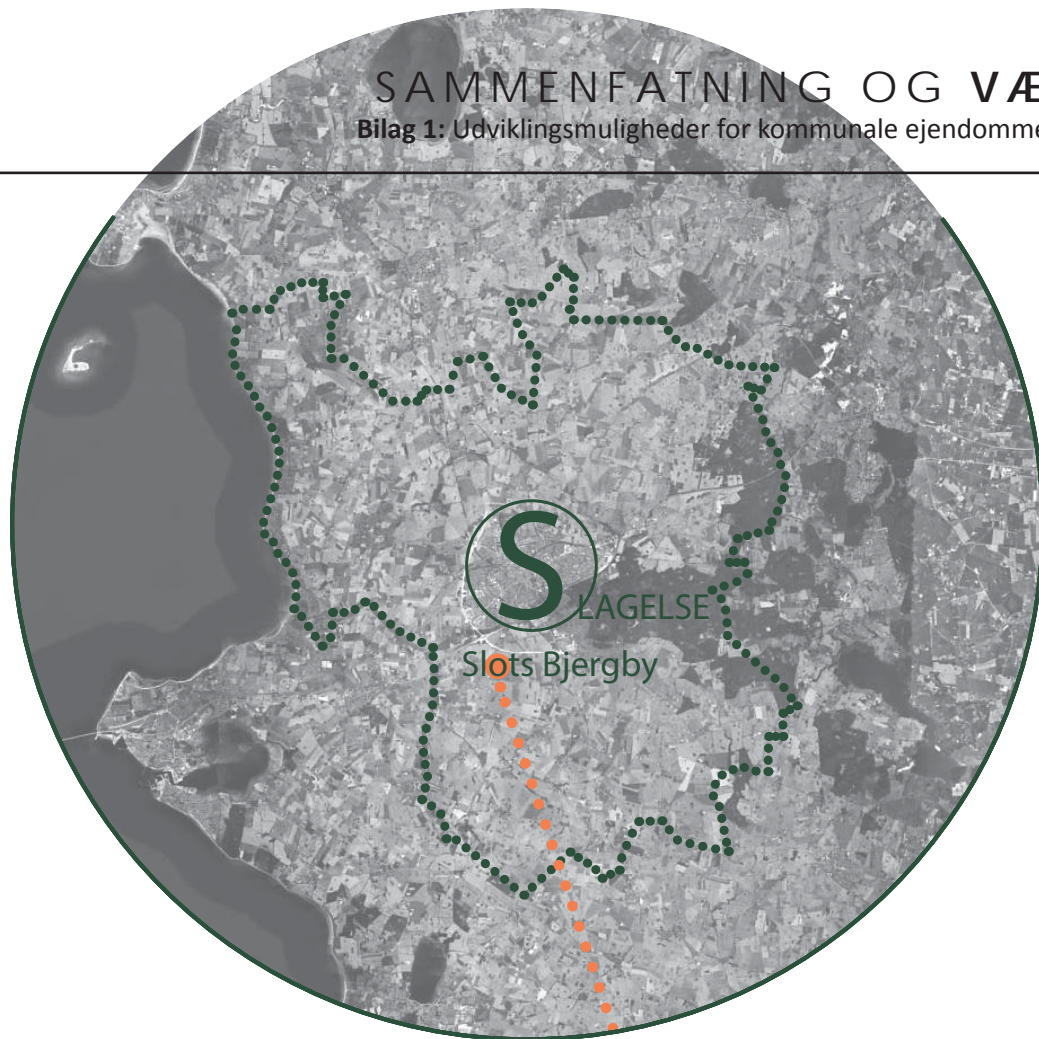 SAMMENFATNING OG VÆ
Bilag 1: Udviklingsmuligheder for kommunale ejendomme
SLAGELSE
Slots Bjergby